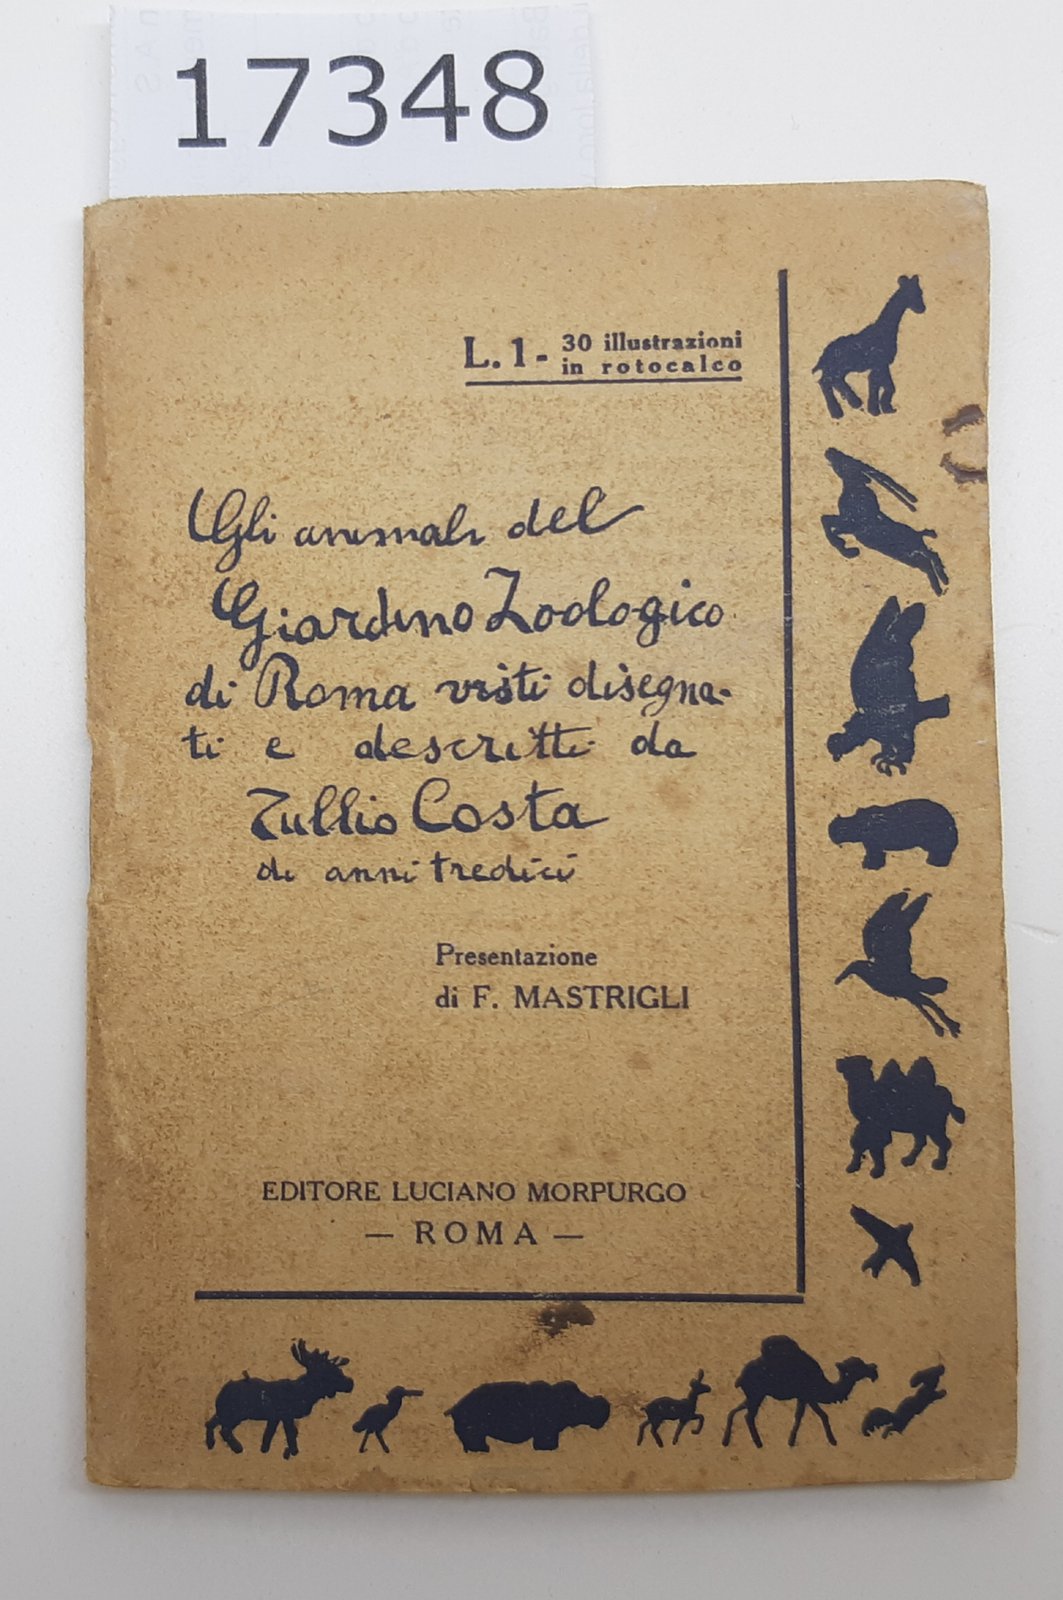 17348
L. 1 - 30 illustrazioni
in rotocalco
Gli animali del
Giardino Zoologico
di Roma visti disegna-
ti e descritti da
Tullio Costa
di anni tredici
Presentazione
di F. MASTRIGLI
EDITORE LUCIANO MORPURGO
— ROMA —